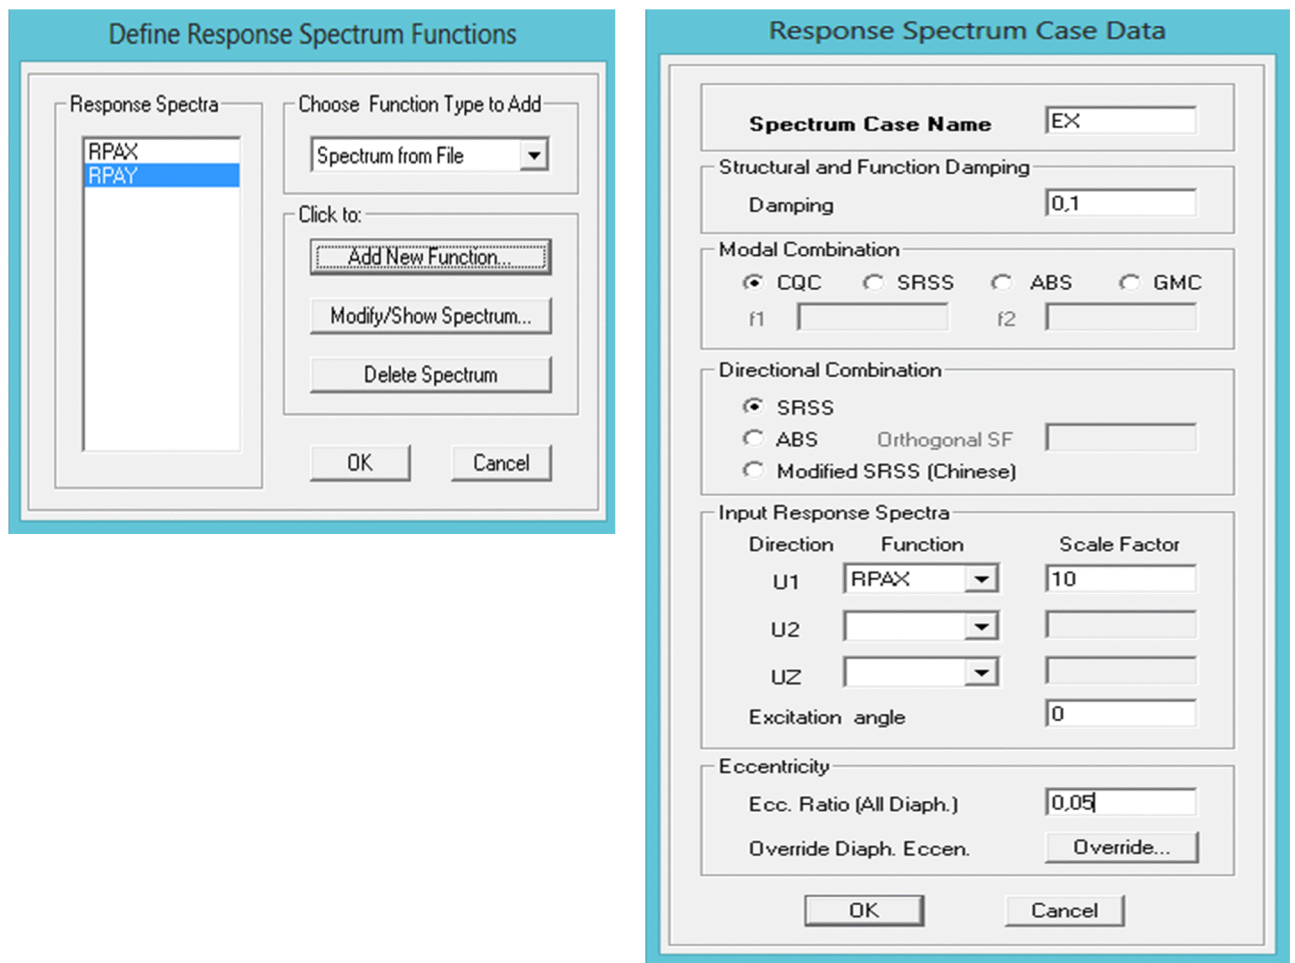 Define Response Spectrum Functions
Response Spectra
RPAX
RPAY
Choose Function Type to Add
Spectrum from File
Click to:
Add New Function...
Modify/Show Spectrum...
Delete Spectrum
OK Cancel
Response Spectrum Case Data
Spectrum Case Name EX
Structural and Function Damping
Damping 0,1
Modal Combination
CQC SRSS ABS GMC
f1 f2
Directional Combination
SRSS
ABS Orthogonal SF
Modified SRSS (Chinese)
Input Response Spectra
Direction Function Scale Factor
U1 RPAX 10
U2
UZ
Excitation angle 0
Eccentricity
Ecc. Ratio (All Diaph.) 0,05
Override Diaph. Eccen. Override...
OK Cancel